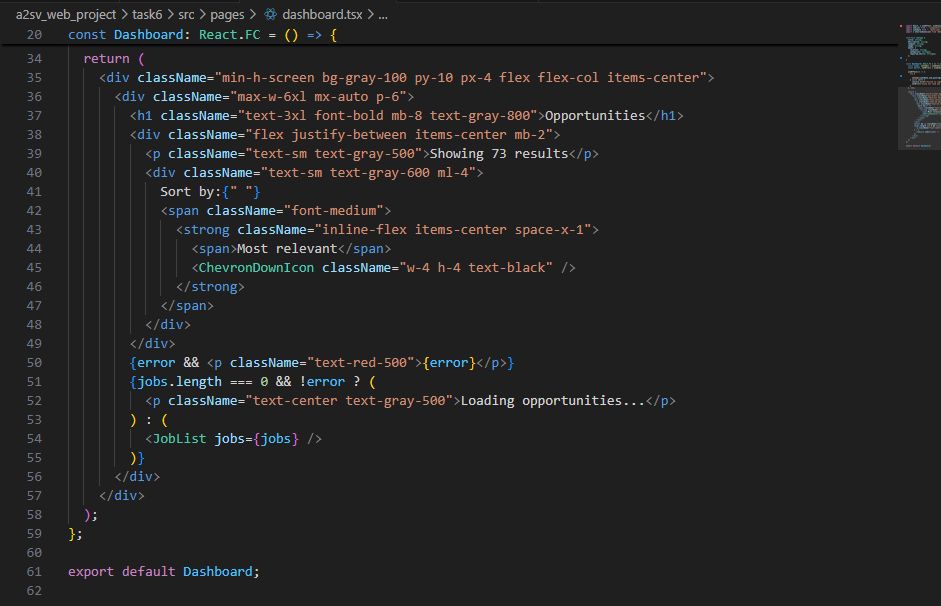 a2sv_web_project > task6 > src > pages > dashboard.tsx > ...
20 const Dashboard: React.FC = () => {
34   return (
35     <div className="min-h-screen bg-gray-100 py-10 px-4 flex flex-col items-center">
36       <div className="max-w-6xl mx-auto p-6">
37         <h1 className="text-3xl font-bold mb-8 text-gray-800">Opportunities</h1>
38         <div className="flex justify-between items-center mb-2">
39           <p className="text-sm text-gray-500">Showing 73 results</p>
40           <div className="text-sm text-gray-600 ml-4">
41             Sort by:{" "}
42             <span className="font-medium">
43               <strong className="inline-flex items-center space-x-1">
44                 <span>Most relevant</span>
45                 <ChevronDownIcon className="w-4 h-4 text-black" />
46               </strong>
47             </span>
48           </div>
49         </div>
50         {error && <p className="text-red-500">{error}</p>}
51         {jobs.length === 0 && !error ? (
52           <p className="text-center text-gray-500">Loading opportunities...</p>
53         ) : (
54           <JobList jobs={jobs} />
55         )}
56       </div>
57     </div>
58   );
59 };
60
61 export default Dashboard;
62